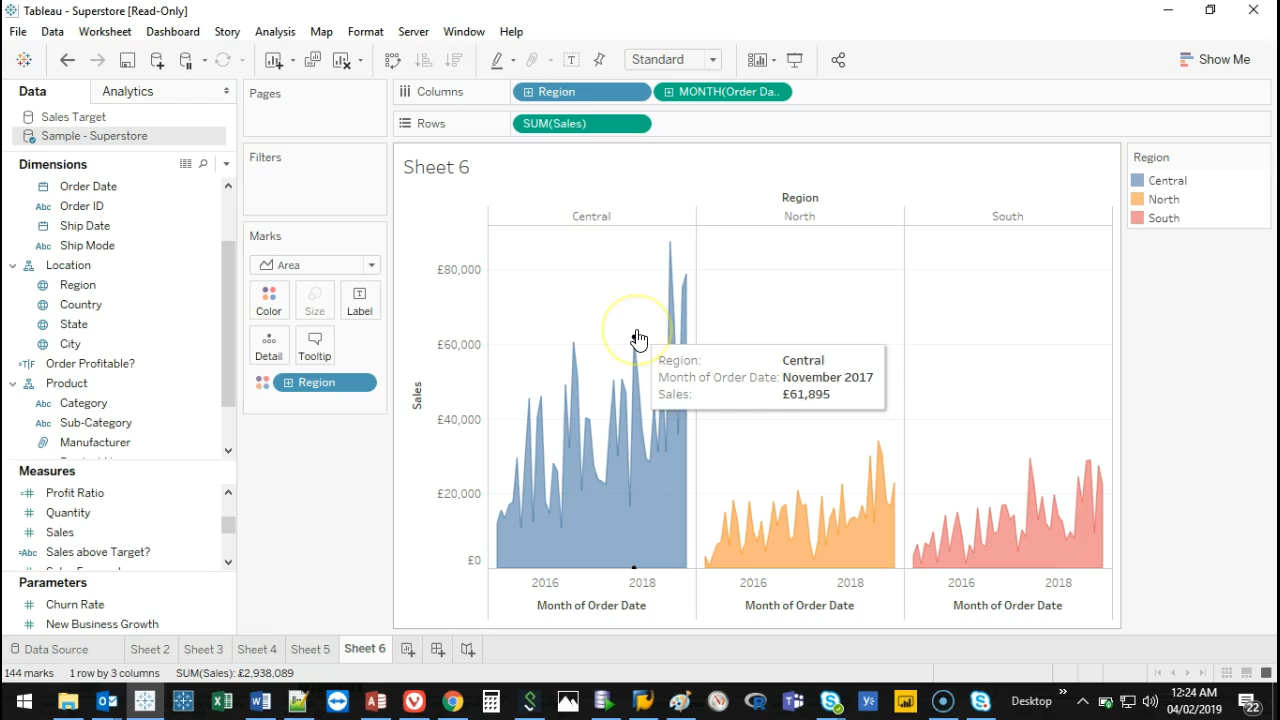 Tableau - Superstore [Read-Only]
File Data Worksheet Dashboard Story Analysis Map Format Server Window Help
Standard
Show Me
Data
Analytics
Sales Target
Sample - Superstore
Dimensions
Order Date
Abc Order ID
Ship Date
Abc Ship Mode
Location
Region
Country
State
City
Order Profitable?
Product
Abc Category
Abc Sub-Category
Manufacturer
Measures
Profit Ratio
Quantity
Sales
Abc Sales above Target?
Parameters
Churn Rate
New Business Growth
Pages
Filters
Marks
Area
Color
Size
Label
Detail
Tooltip
Region
Columns
Region
MONTH(Order Da..
Rows
SUM(Sales)
Sheet 6
Region
Central
North
South
£80,000
£60,000
£40,000
£20,000
£0
Sales
Region: Central
Month of Order Date: November 2017
Sales: £61,895
2016 2018
2016 2018
2016 2018
Month of Order Date
Month of Order Date
Month of Order Date
Region
Central
North
South
Data Source
Sheet 2
Sheet 3
Sheet 4
Sheet 5
Sheet 6
144 marks
1 row by 3 columns
SUM(Sales): £2,938,089
Desktop
12:24 AM
04/02/2019
22